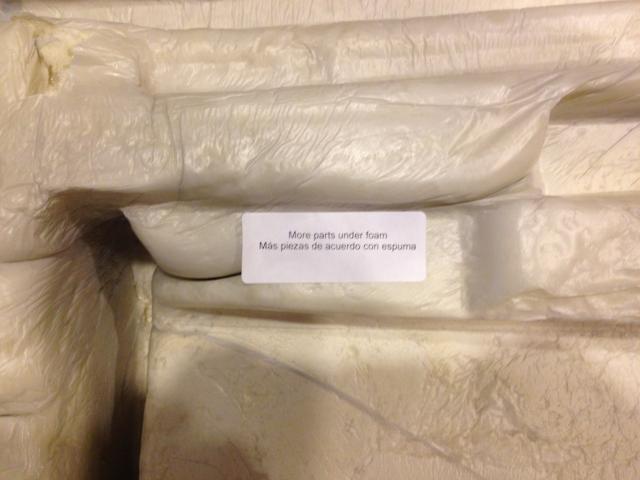 More parts under foam
Más piezas de acuerdo con espuma